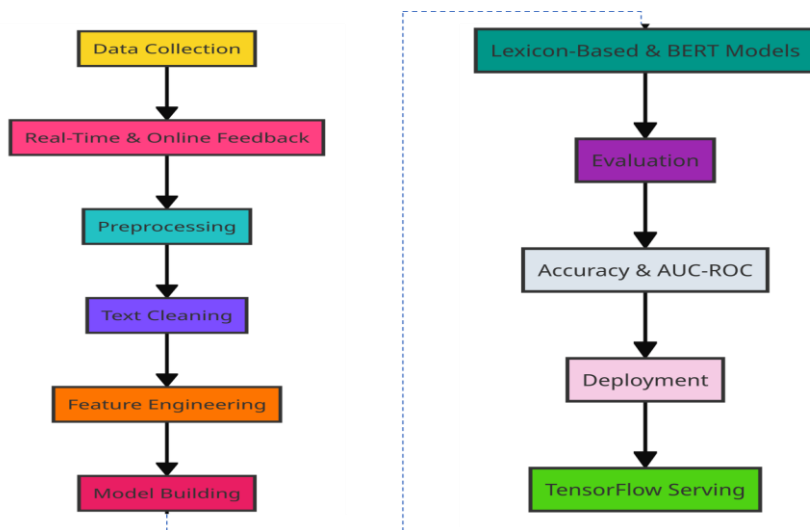 Data Collection
Real-Time & Online Feedback
Preprocessing
Text Cleaning
Feature Engineering
Model Building
Lexicon-Based & BERT Models
Evaluation
Accuracy & AUC-ROC
Deployment
TensorFlow Serving